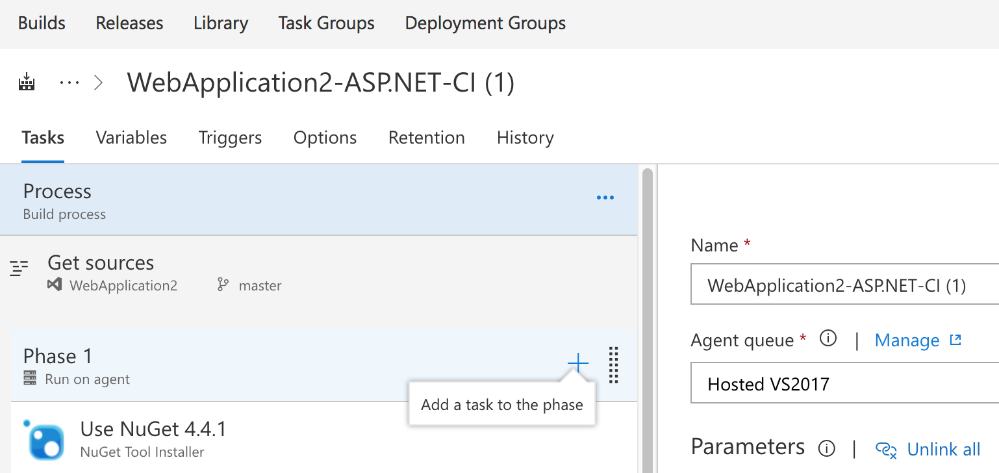 Builds Releases Library Task Groups Deployment Groups
... > WebApplication2-ASP.NET-CI (1)
Tasks Variables Triggers Options Retention History
Process
Build process
Get sources
WebApplication2 master
Phase 1
Run on agent
Add a task to the phase
Use NuGet 4.4.1
NuGet Tool Installer
Name *
WebApplication2-ASP.NET-CI (1)
Agent queue * | Manage
Hosted VS2017
Parameters | Unlink all